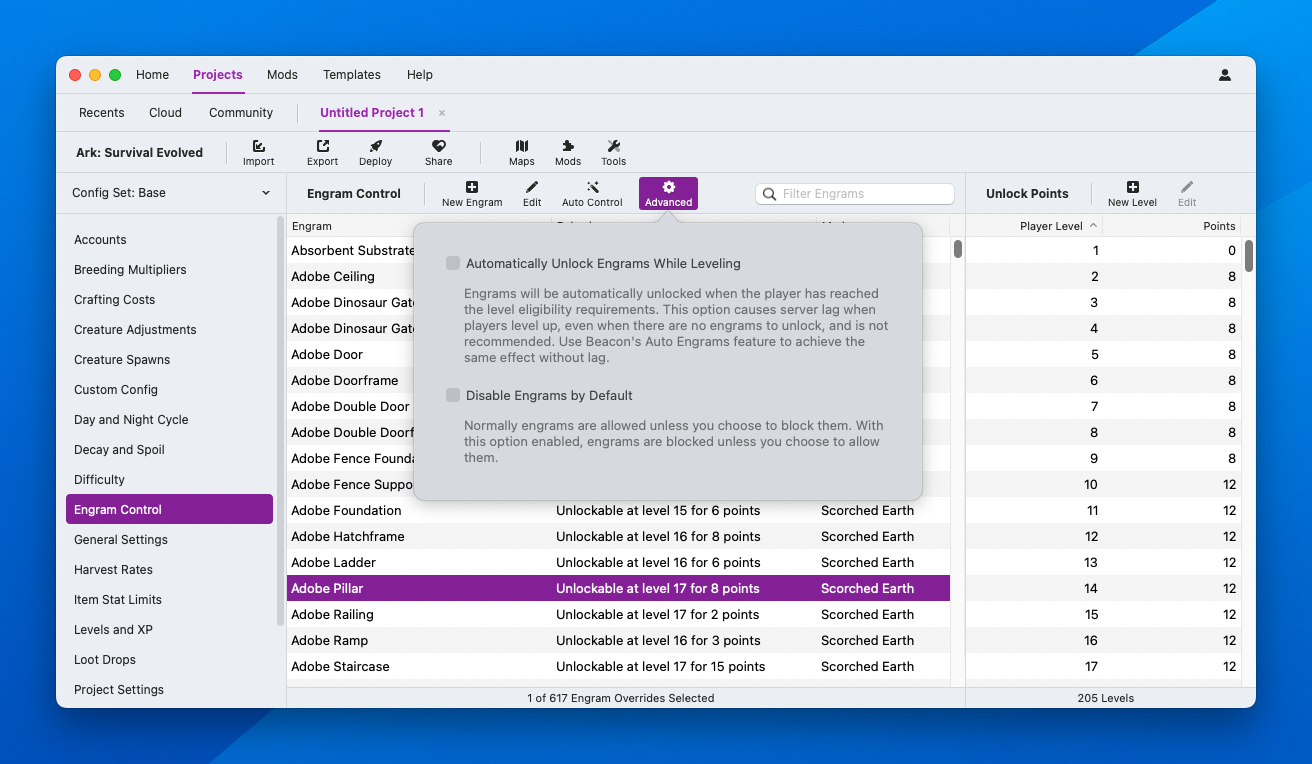 Home Projects Mods Templates Help
Recents Cloud Community Untitled Project 1 ×
Ark: Survival Evolved Import Export Deploy Share Maps Mods Tools
Config Set: Base
Accounts
Breeding Multipliers
Crafting Costs
Creature Adjustments
Creature Spawns
Custom Config
Day and Night Cycle
Decay and Spoil
Difficulty
Engram Control
General Settings
Harvest Rates
Item Stat Limits
Levels and XP
Loot Drops
Project Settings
Engram Control New Engram Edit Auto Control Advanced Filter Engrams
Engram
Absorbent Substrate
Adobe Ceiling
Adobe Dinosaur
Adobe Dinosaur
Adobe Door
Adobe Doorframe
Adobe Double Door
Adobe Double
Adobe Fence
Adobe Fence
Adobe Foundation Unlockable at level 15 for 6 points Scorched Earth
Adobe Hatchframe Unlockable at level 16 for 8 points Scorched Earth
Adobe Ladder Unlockable at level 16 for 3 points Scorched Earth
Adobe Pillar Unlockable at level 17 for 8 points Scorched Earth
Adobe Railing Unlockable at level 17 for 2 points Scorched Earth
Adobe Ramp Unlockable at level 16 for 3 points Scorched Earth
Adobe Staircase Unlockable at level 17 for 15 points Scorched Earth
1 of 617 Engram Overrides Selected
Automatically Unlock Engrams While Leveling
Engrams will be automatically unlocked when the player has reached
the level eligibility requirements. This option causes server lag when
players level up, even when there are no engrams to unlock, and is not
recommended. Use Beacon's Auto Engrams feature to achieve the
same effect without lag.
Disable Engrams by Default
Normally engrams are allowed unless you choose to block them. With
this option enabled, engrams are blocked unless you choose to allow
them.
Unlock Points New Level Edit
Player Level Points
1 0
2 8
3 8
4 8
5 8
6 8
7 8
8 8
9 8
10 12
11 12
12 12
13 12
14 12
15 12
16 12
17 12
205 Levels